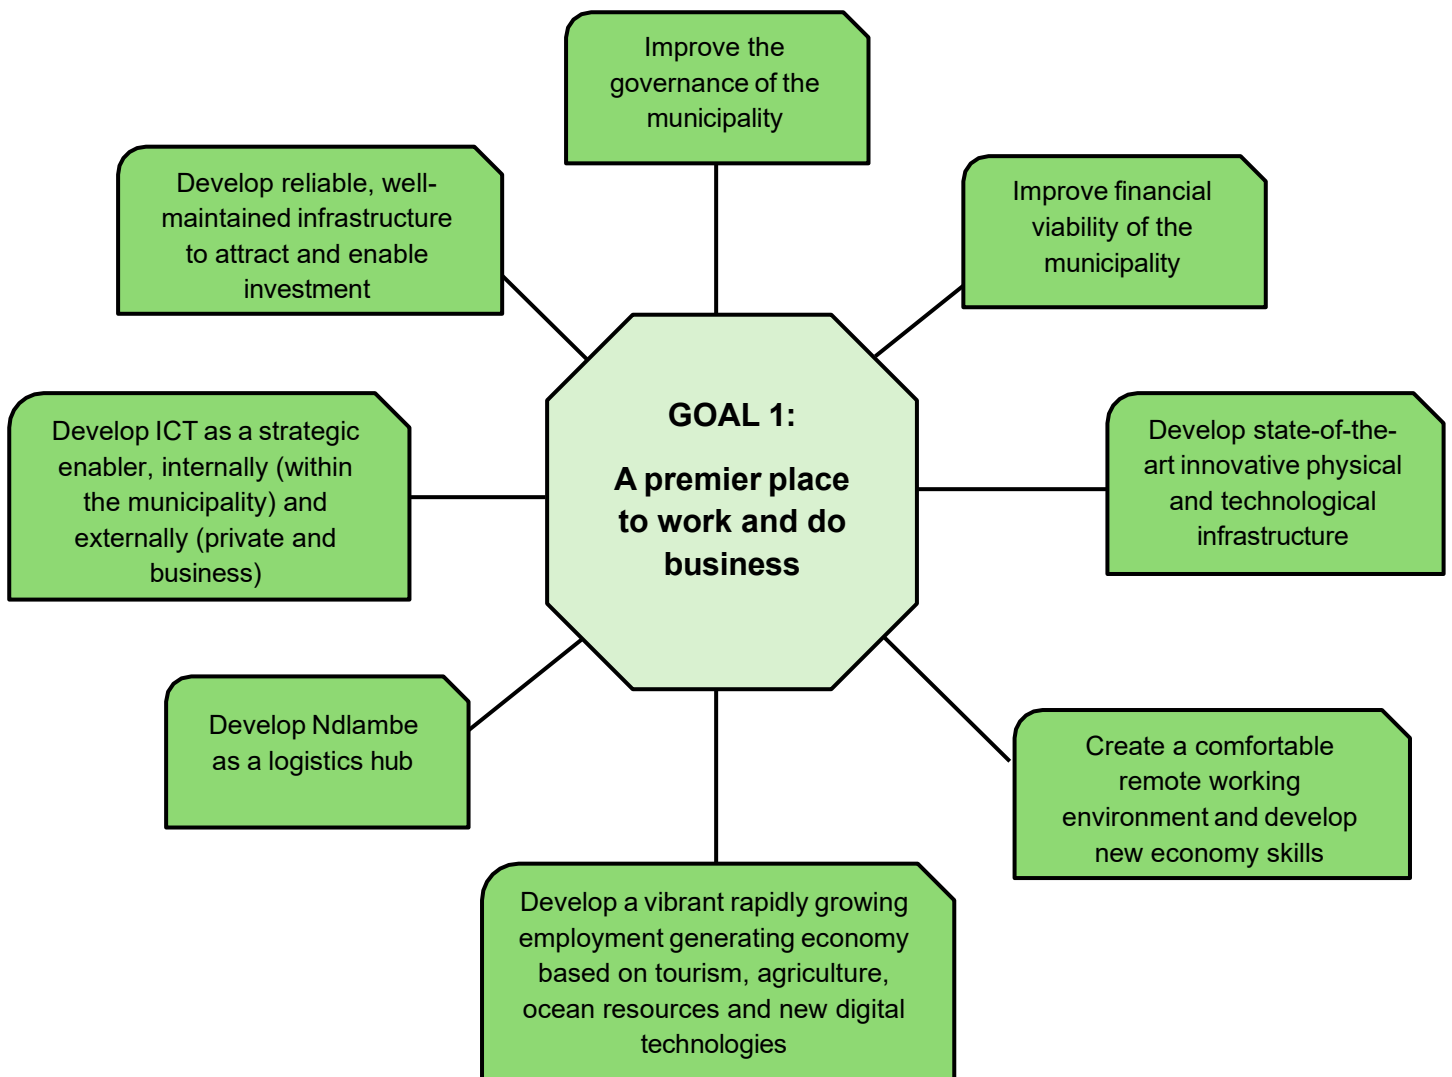 Improve the
governance of the
municipality
Develop reliable, well-
maintained infrastructure
to attract and enable
investment
Improve financial
viability of the
municipality
GOAL 1:
A premier place
to work and do
business
Develop ICT as a strategic
enabler, internally (within
the municipality) and
externally (private and
business)
Develop state-of-the-
art innovative physical
and technological
infrastructure
Develop Ndlambe
as a logistics hub
Create a comfortable
remote working
environment and develop
new economy skills
Develop a vibrant rapidly growing
employment generating economy
based on tourism, agriculture,
ocean resources and new digital
technologies